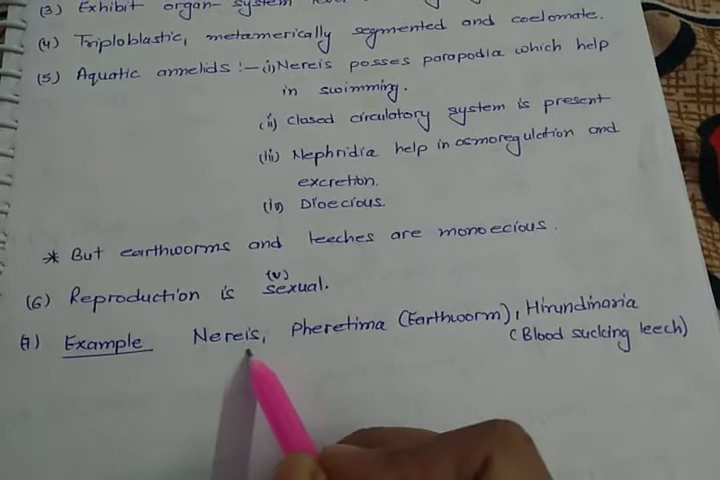 (3) Exhibit organ- system
(4) Triploblastic, metamerically segmented and coelomate.
(5) Aquatic annelids :- (i) Nereis posses parapodia which help
in swimming.
(ii) closed circulatory system is present
(iii) Nephridia help in osmoregulation and
excretion.
(iv) Dioecious.
* But earthworms and leeches are monoecious.
(v)
(6) Reproduction is sexual.
(7) Example Nereis, Pheretima (Earthworm), Hirundinaria
(Blood sucking leech)